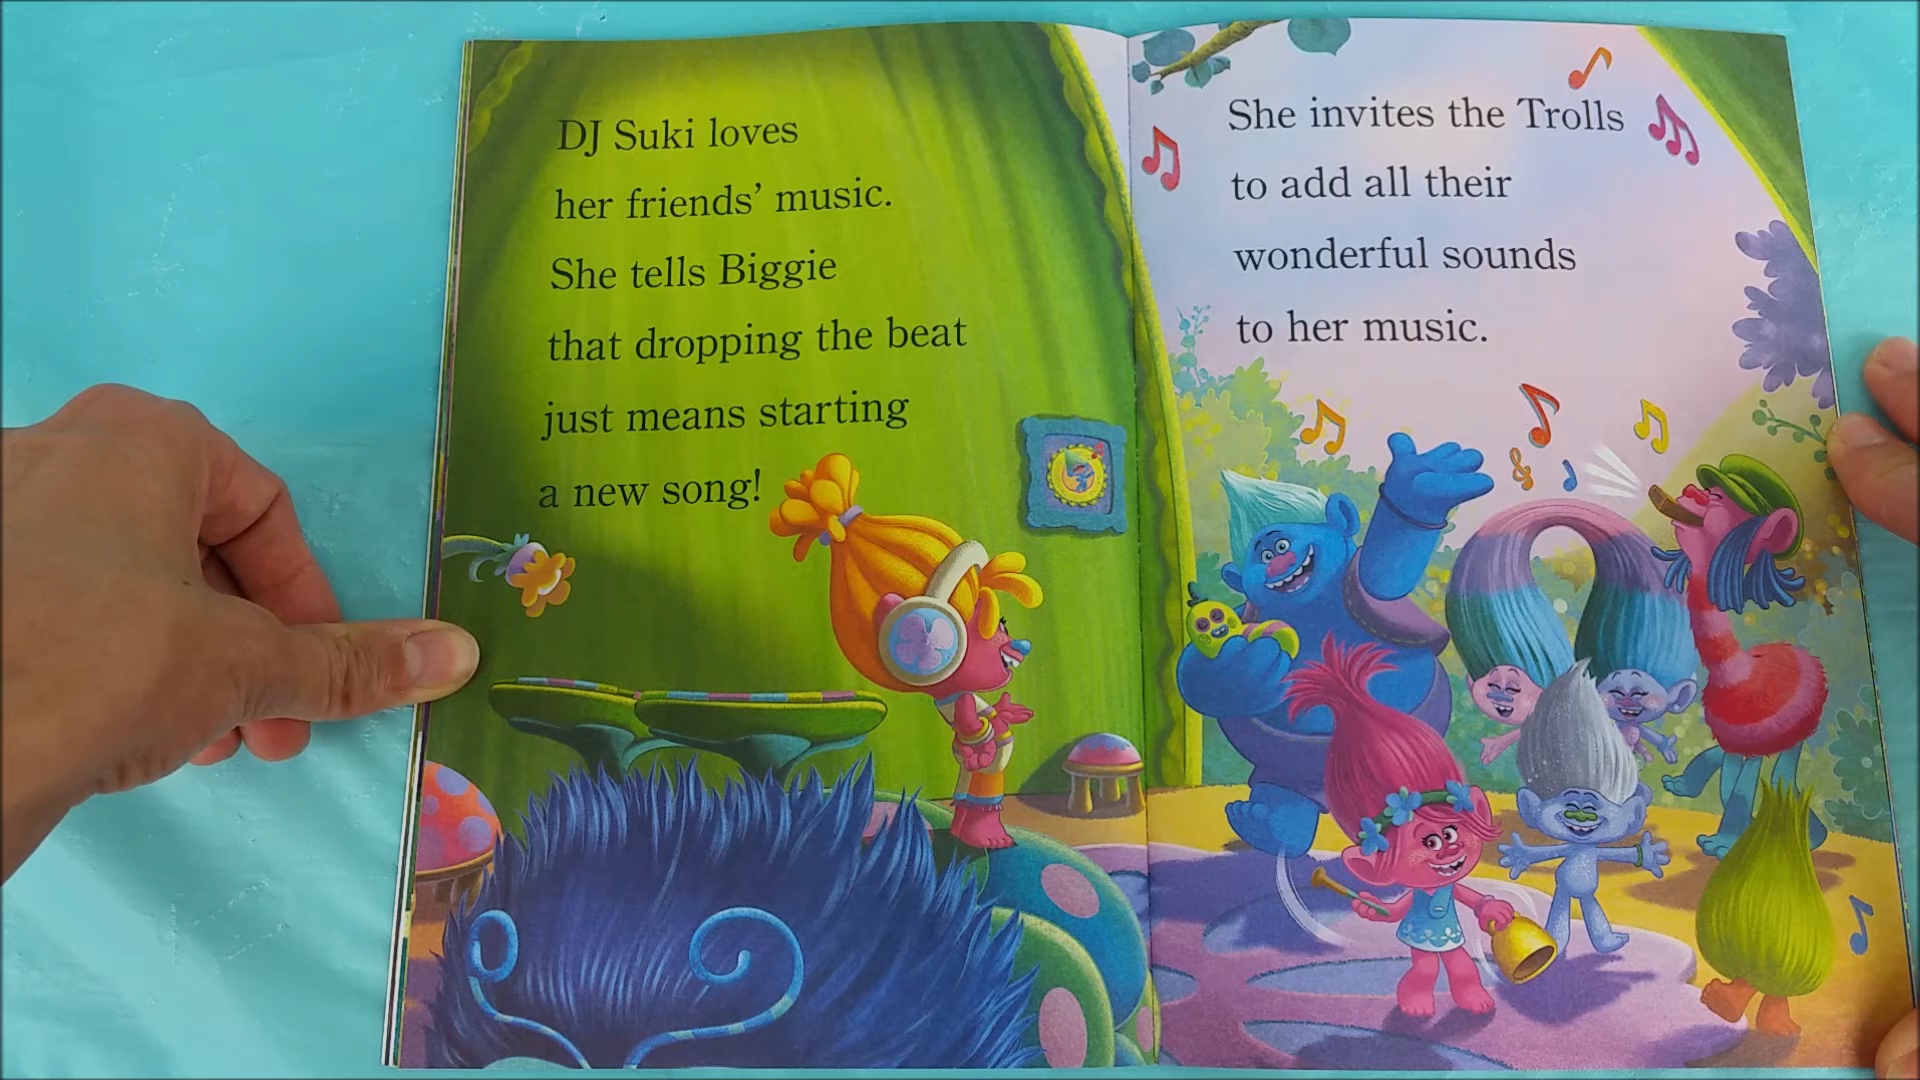 DJ Suki loves
her friends’ music.
She tells Biggie
that dropping the beat
just means starting
a new song!
She invites the Trolls
to add all their
wonderful sounds
to her music.